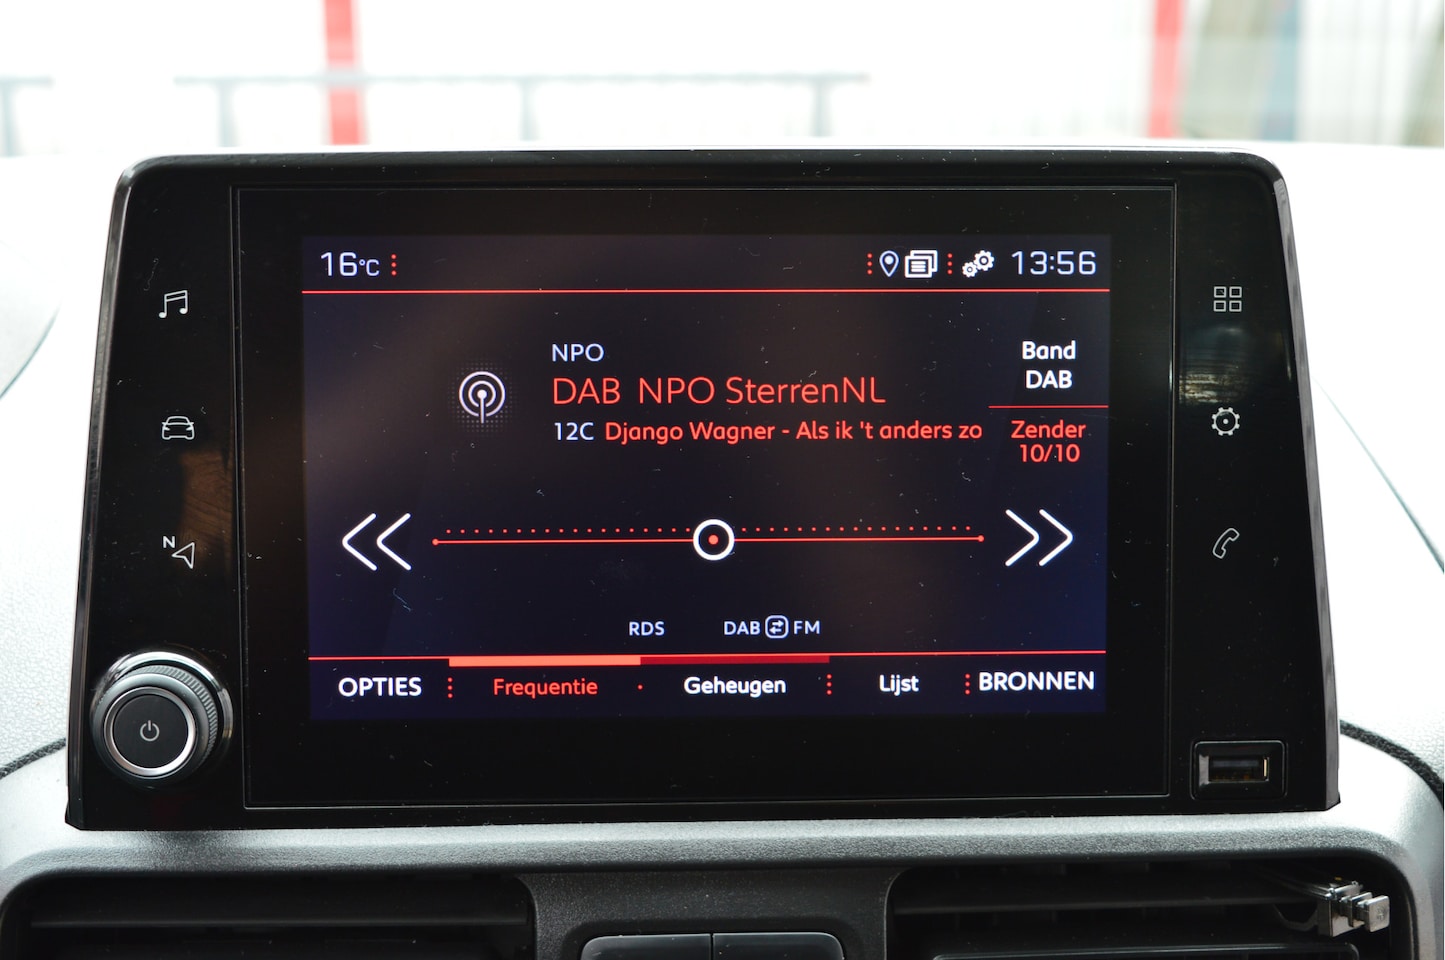 16°C
13:56
NPO
DAB NPO SterrenNL
12C Django Wagner - Als ik 't anders zo
Band
DAB
Zender
10/10
N
RDS
DAB FM
OPTIES
Frequentie
Geheugen
Lijst
BRONNEN